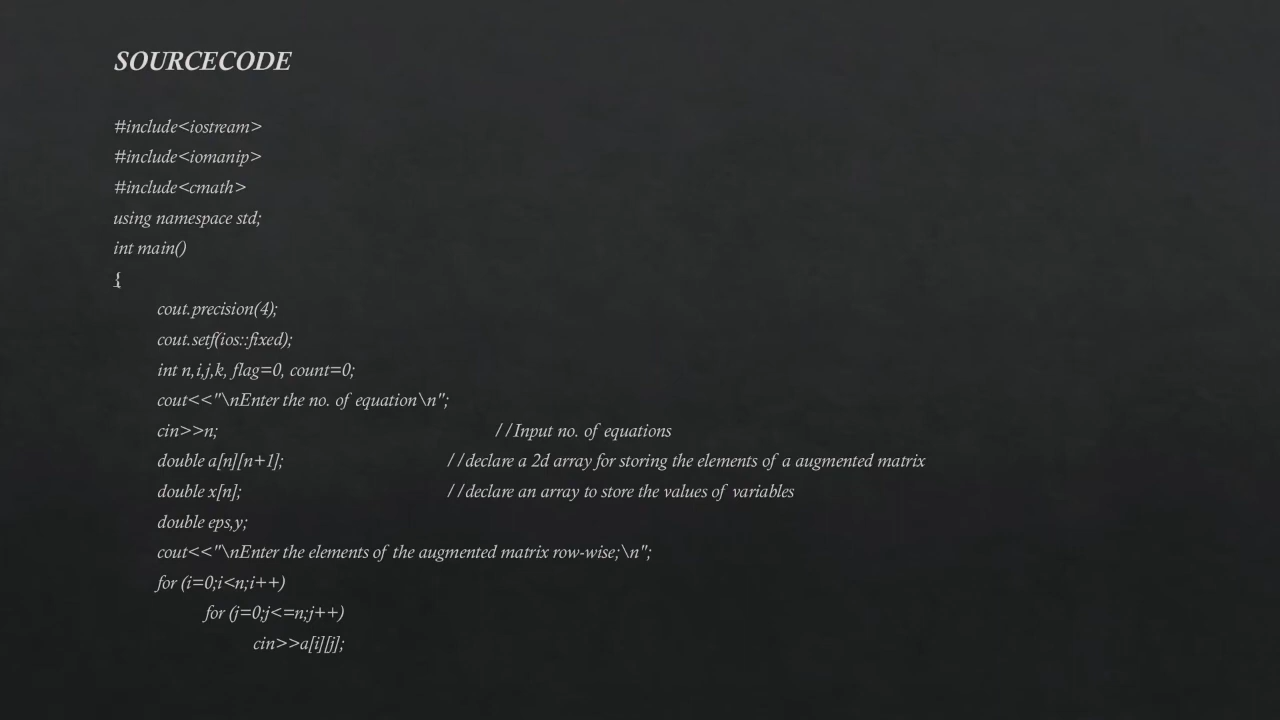 SOURCECODE
#include<iostream>
#include<iomanip>
#include<cmath>
using namespace std;
int main()
{
cout.precision(4);
cout.setf(ios::fixed);
int n,i,j,k, flag=0, count=0;
cout<<"\nEnter the no. of equation\n";
cin>>n; //Input no. of equations
double a[n][n+1]; //declare a 2d array for storing the elements of a augmented matrix
double x[n]; //declare an array to store the values of variables
double eps,y;
cout<<"\nEnter the elements of the augmented matrix row-wise;\n";
for (i=0;i<n;i++)
for (j=0;j<=n;j++)
cin>>a[i][j];